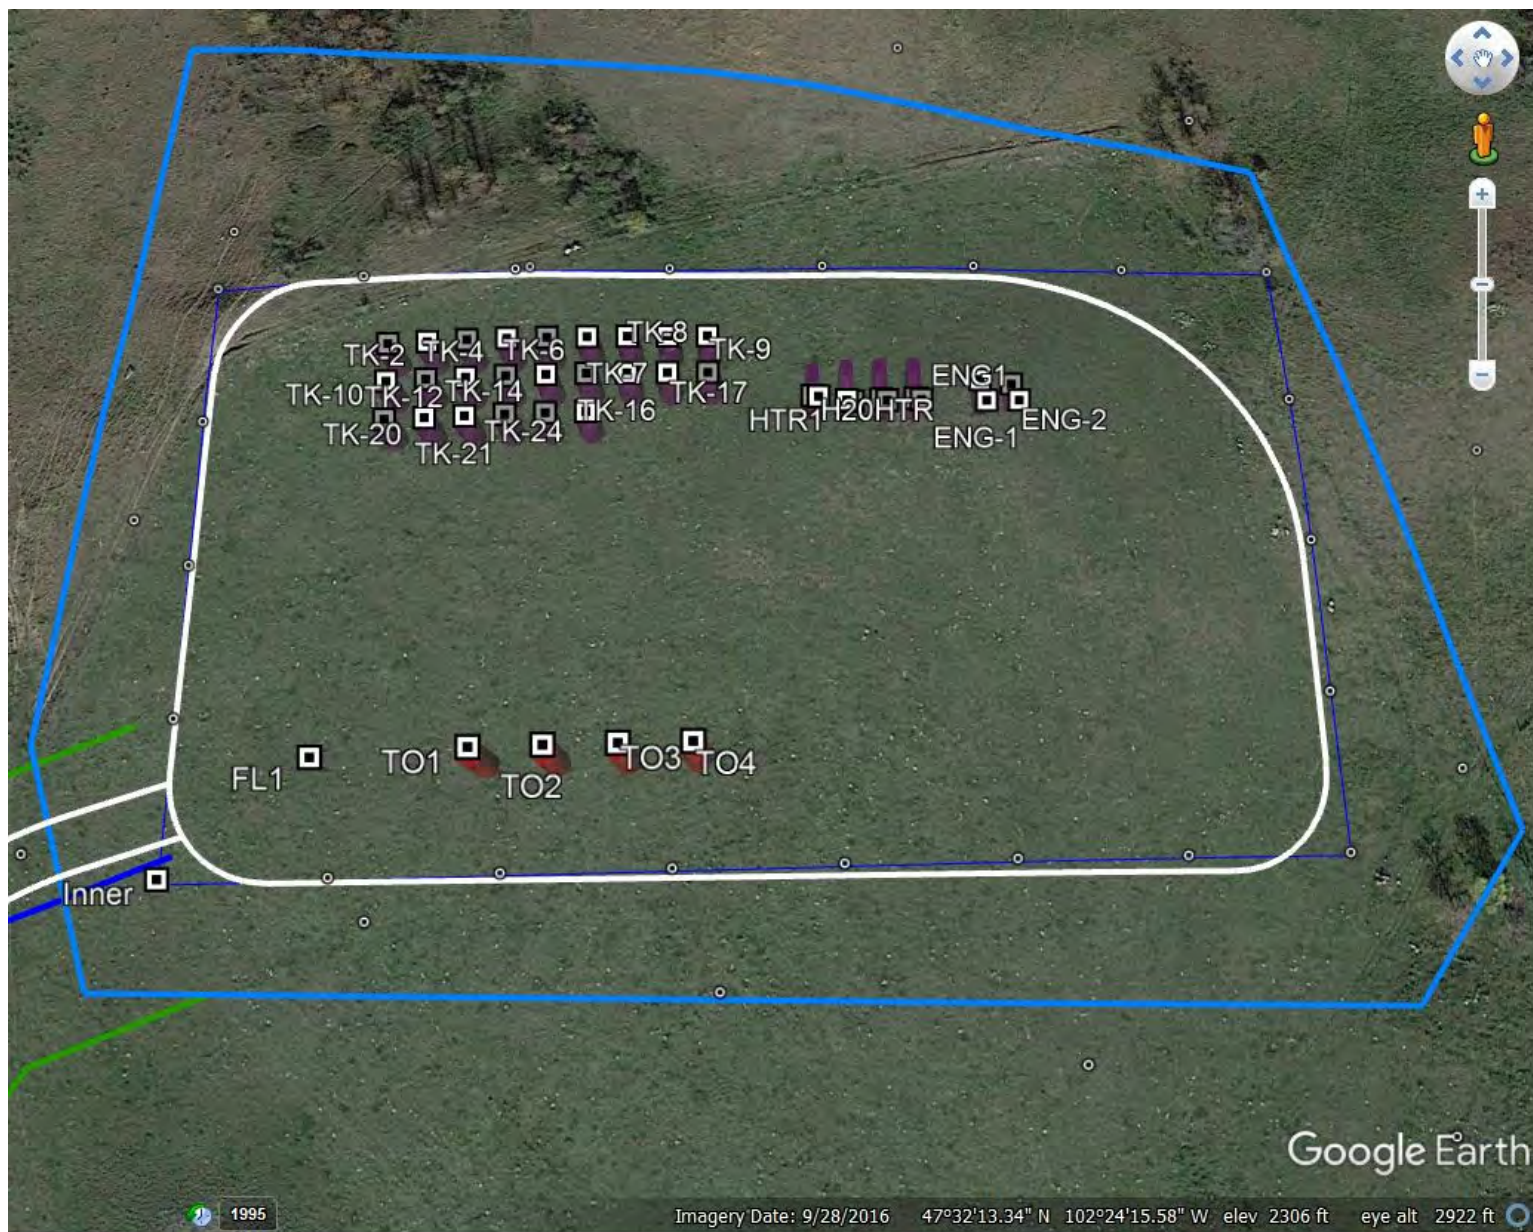 TK-8
TK-2 TK-4 TK-6 TK-9
TK-7
TK-10 TK-12 TK-14 TK-17
TK-16
TK-20 TK-24
TK-21
ENG1
HTR1 H20HTR ENG-2
ENG-1
FL1 TO1 TO2 TO3 TO4
Inner
Google Earth
1995 Imagery Date: 9/28/2016 47°32'13.34" N 102°24'15.58" W elev 2306 ft eye alt 2922 ft